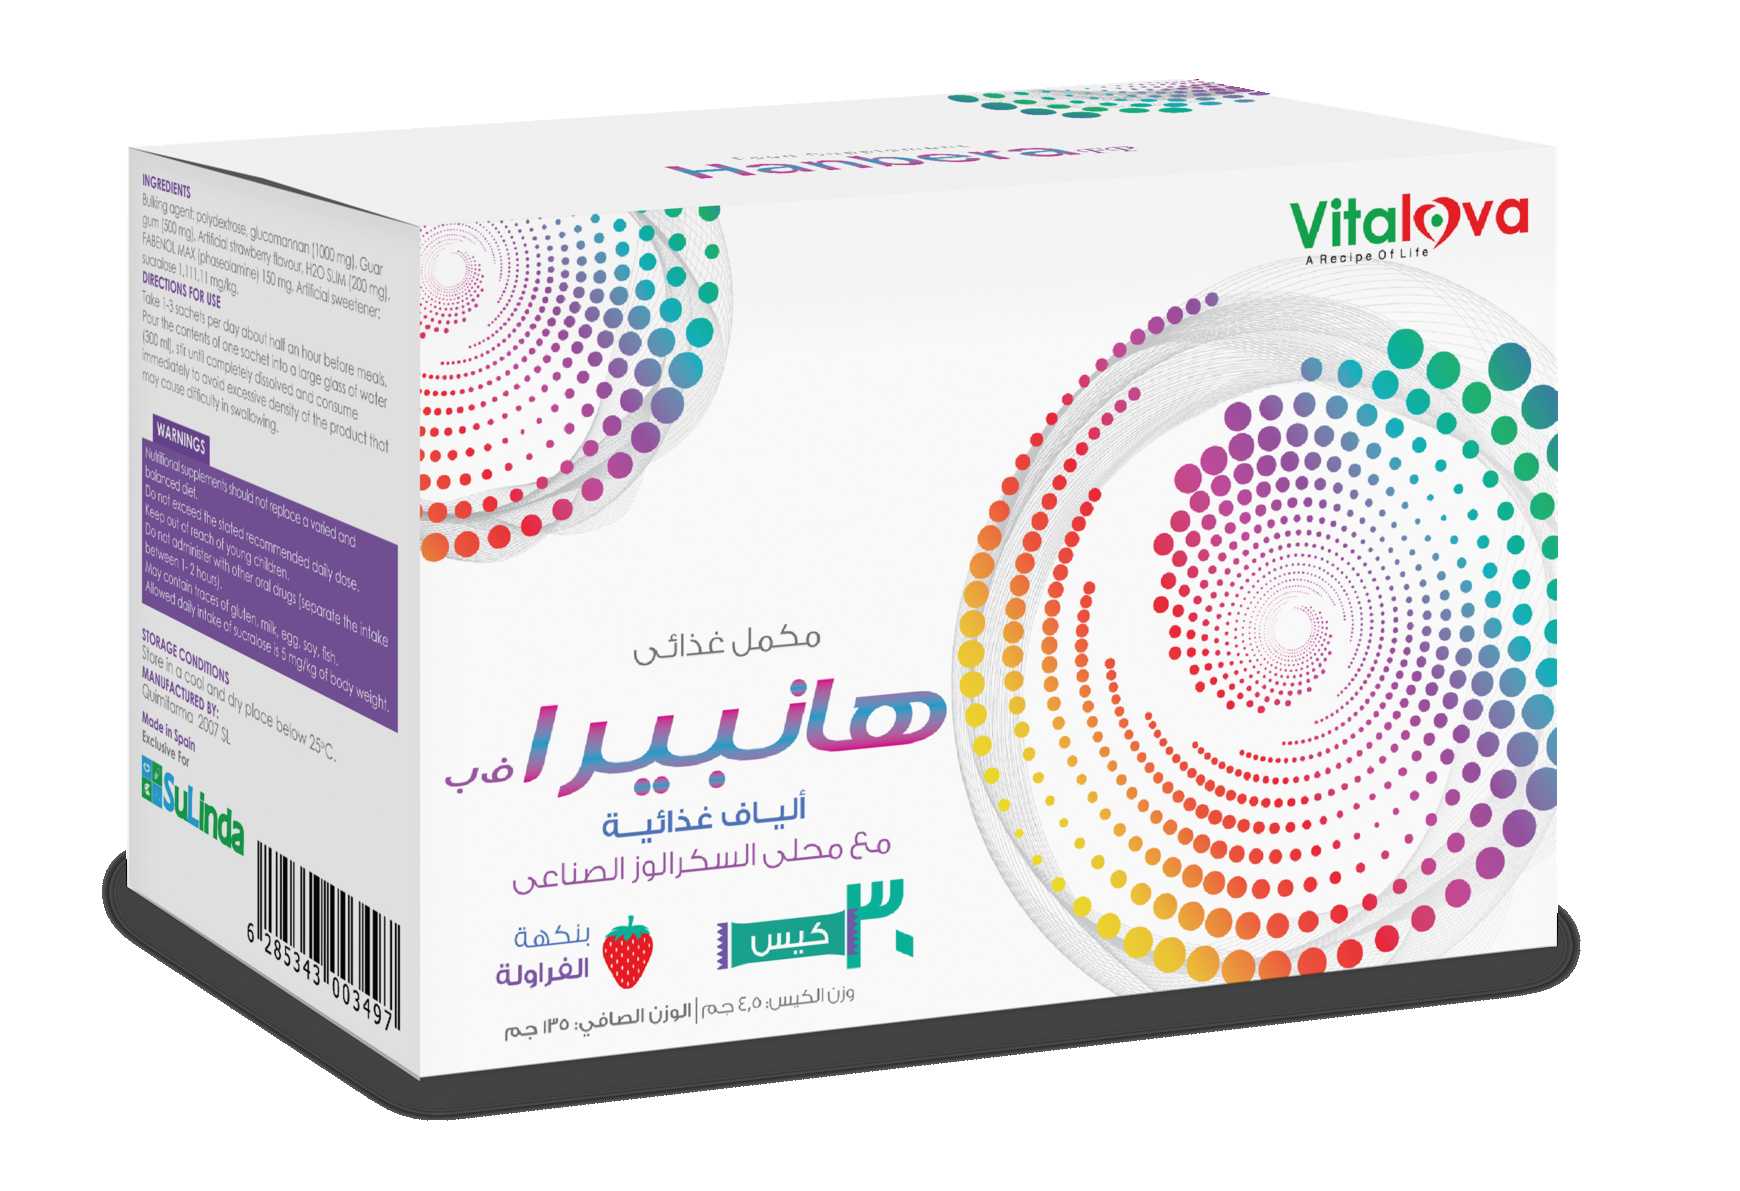 Food Supplement
Hanbera F.P
Vitalova
A Recipe Of Life
INGREDIENTS
Bulking agent: polydextrose, glucomannan (1000 mg), Guar
gum (500 mg), Artificial strawberry flavour, H2O SLIM (200 mg),
FABENOL MAX (phaseolamine) 150 mg. Artificial sweetener:
sucralose 1,111.11 mg/kg.
DIRECTIONS FOR USE
Take 1-3 sachets per day about half an hour before meals.
Pour the contents of one sachet into a large glass of water
(300 ml), stir until completely dissolved and consume
immediately to avoid excessive density of the product that
may cause difficulty in swallowing.
WARNINGS
Nutritional supplements should not replace a varied and
balanced diet.
Do not exceed the stated recommended daily dose.
Keep out of reach of young children.
Do not administer with other oral drugs (separate the intake
between 1- 2 hours).
May contain traces of gluten, milk, egg, soy, fish.
Allowed daily intake of sucralose is 5 mg/kg of body weight.
STORAGE CONDITIONS
Store in a cool and dry place below 25°C.
MANUFACTURED BY:
Quimifarma 2007 SL
Made in Spain
Exclusive For
SuLinda
6 285343 003497
مكمل غذائى
هانبيرا ف.ب
ألياف غذائية
مع محلى السكرالوز الصناعى
٣٠
كيس
بنكهة
الفراولة
وزن الكيس: ٤,٥ جم | الوزن الصافي: ١٣٥ جم